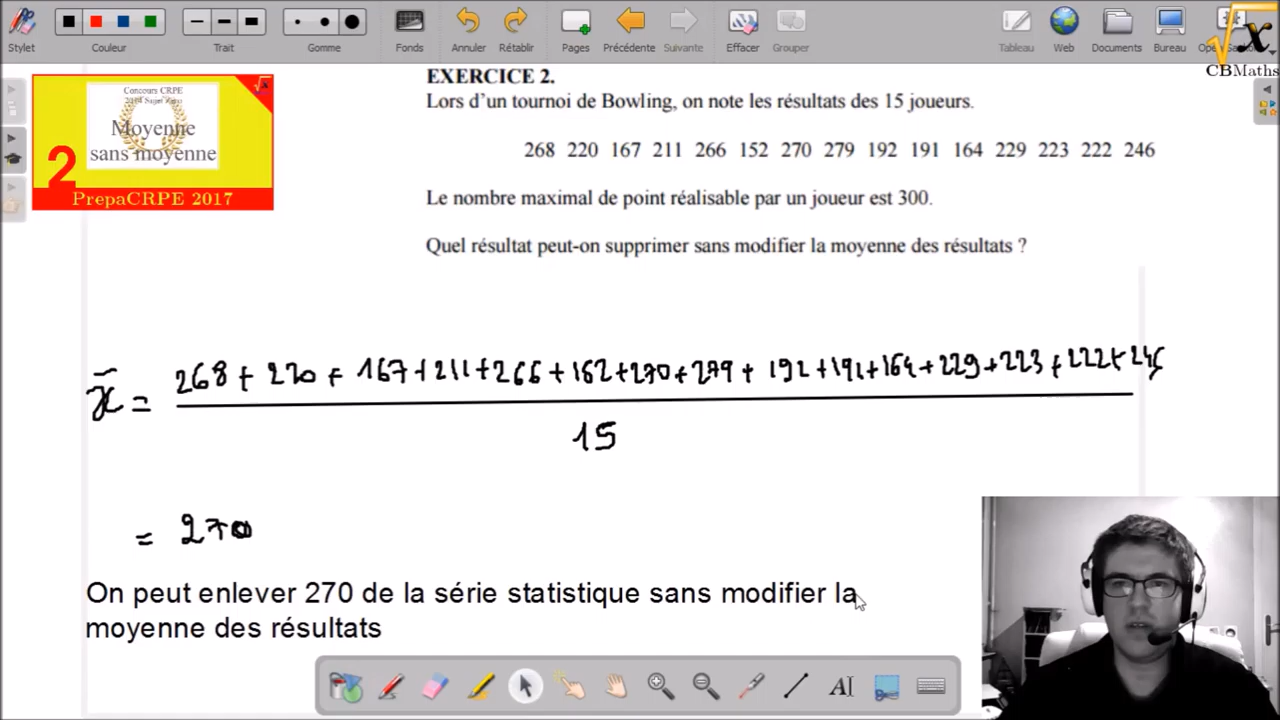 Stylet Couleur Trait Gomme Fonds Annuler Rétablir Pages Précédente Suivante Effacer Grouper Tableau Web Documents Bureau
CBMaths
Concours CRPE
Moyenne
sans moyenne
2
PrepaCRPE 2017
EXERCICE 2.
Lors d'un tournoi de Bowling, on note les résultats des 15 joueurs.
268 220 167 211 266 152 270 279 192 191 164 229 223 222 246
Le nombre maximal de point réalisable par un joueur est 300.
Quel résultat peut-on supprimer sans modifier la moyenne des résultats ?
x̄ = 268 + 220 + 167 + 211 + 266 + 152 + 270 + 279 + 192 + 191 + 164 + 229 + 223 + 222 + 246
15
= 270
On peut enlever 270 de la série statistique sans modifier la
moyenne des résultats